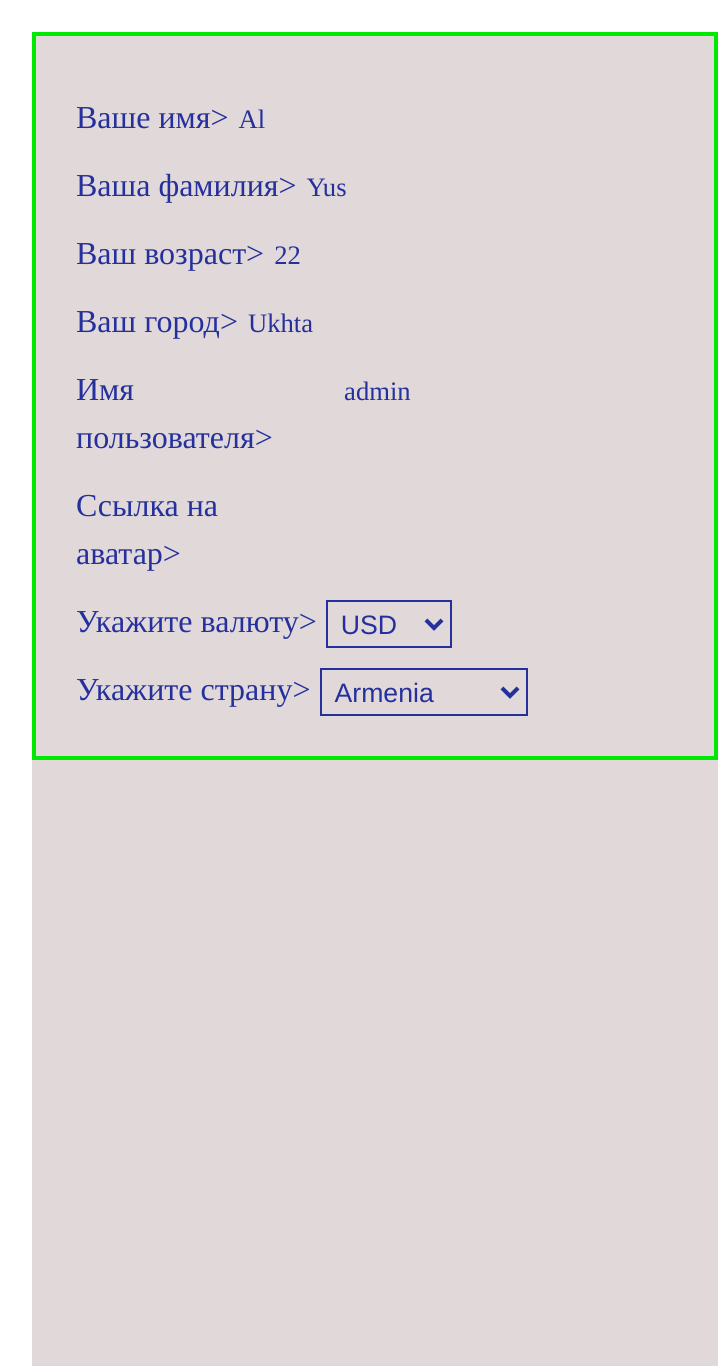 Ваше имя> Al
Ваша фамилия> Yus
Ваш возраст> 22
Ваш город> Ukhta
Имя admin
пользователя>
Ссылка на
аватар>
Укажите валюту> USD
Укажите страну> Armenia